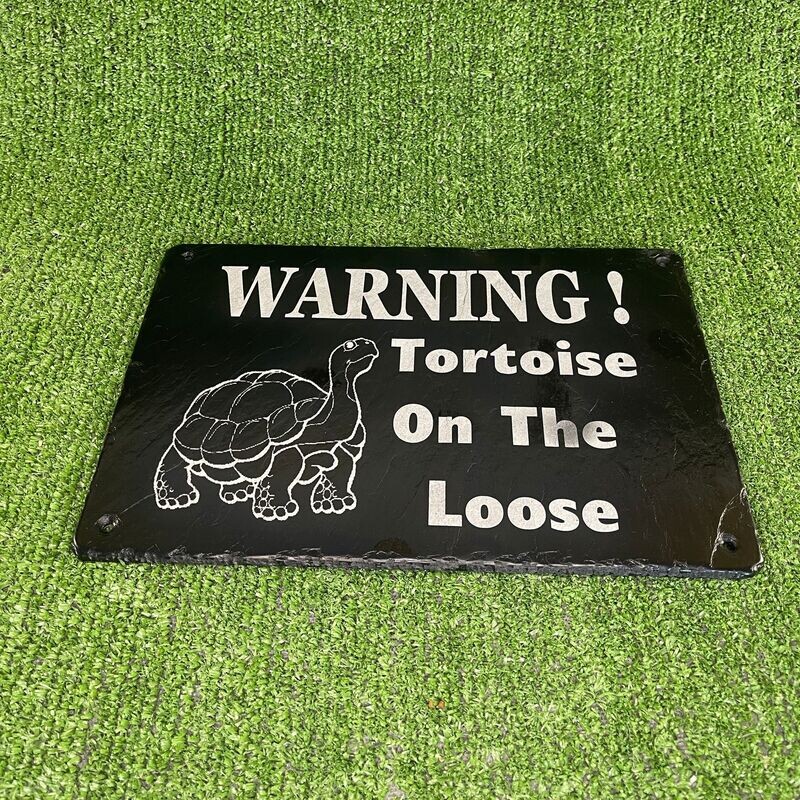 WARNING !
Tortoise
On The
Loose